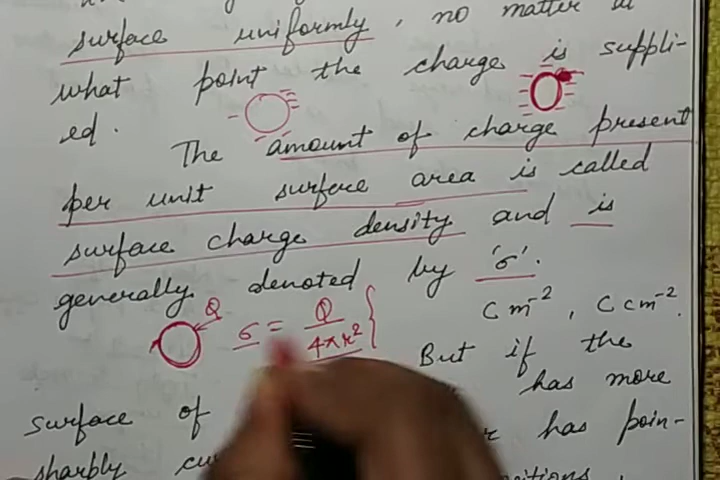 surface uniformly, no matter
what point the charge is suppli-
ed.
The amount of charge present
per unit surfere area is called
surface charge density and is
generally denoted by 'σ'.
Q σ = Q/4πr² C m⁻², C cm⁻².
But if the
surface of has more
sharply has poin-